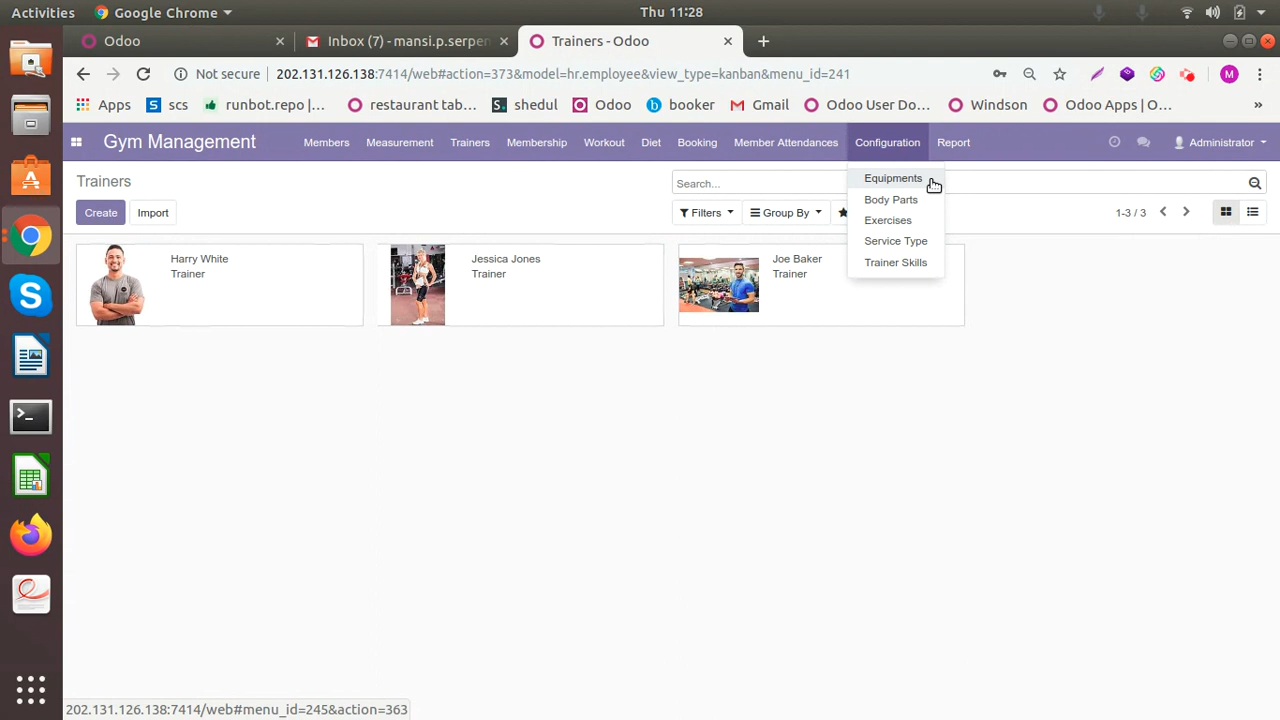 Activities Google Chrome Thu 11:28
Odoo × Inbox (7) - mansi.p.serpen × Trainers - Odoo × +
Not secure 202.131.126.138:7414/web#action=373&model=hr.employee&view_type=kanban&menu_id=241 M
Apps S scs runbot.repo |... restaurant tab... S. shedul Odoo b booker Gmail Odoo User Do... Windson Odoo Apps | O... »
Gym Management Members Measurement Trainers Membership Workout Diet Booking Member Attendances Configuration Report Administrator
Trainers Search...
Create Import Filters Group By 1-3 / 3
Equipments
Body Parts
Exercises
Service Type
Trainer Skills
Harry White
Trainer
Jessica Jones
Trainer
Joe Baker
Trainer
202.131.126.138:7414/web#menu_id=245&action=363